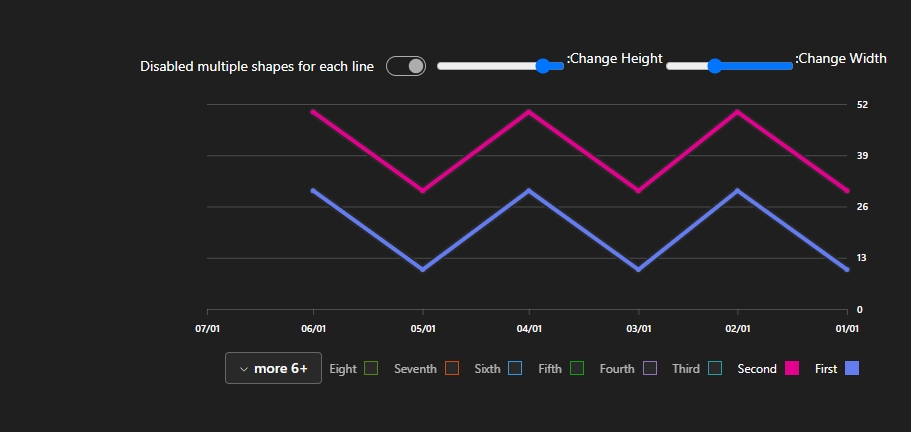 Disabled multiple shapes for each line :Change Height :Change Width
52
39
26
13
0
07/01 06/01 05/01 04/01 03/01 02/01 01/01
more 6+ Eight Seventh Sixth Fifth Fourth Third Second First